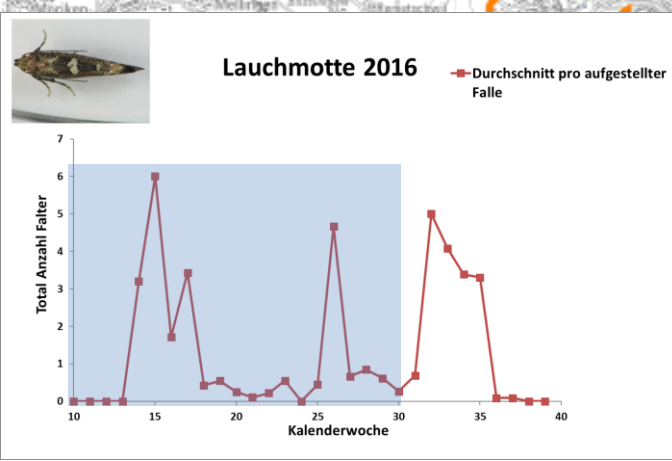 Lauchmotte 2016
Durchschnitt pro aufgestellter
Falle
Total Anzahl Falter
7
6
5
4
3
2
1
0
10 15 20 25 30 35 40
Kalenderwoche